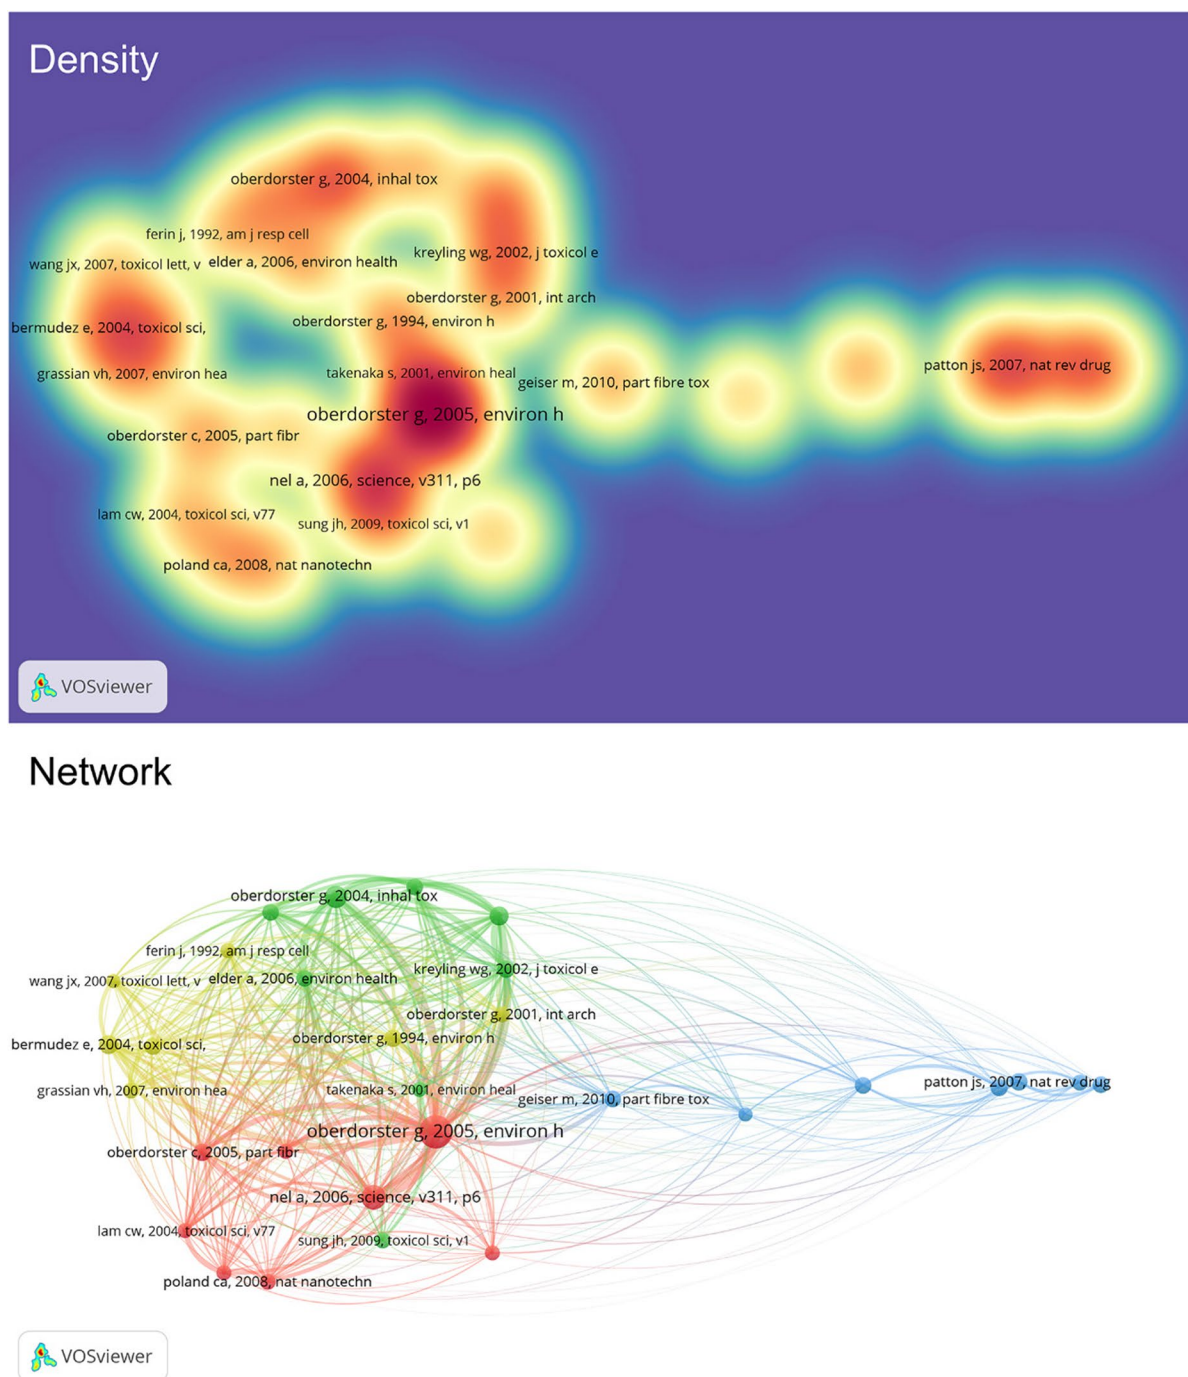 Density
oberdorster g, 2004, inhal tox
ferin j, 1992, am j resp cell
kreyling wg, 2002, j toxicol e
wang jx, 2007, toxicol lett, v
elder a, 2006, environ health
oberdorster g, 2001, int arch
oberdorster g, 1994, environ h
bermudez e, 2004, toxicol sci,
patton js, 2007, nat rev drug
grassian vh, 2007, environ hea
takenaka s, 2001, environ heal
geiser m, 2010, part fibre tox
oberdorster g, 2005, environ h
oberdorster c, 2005, part fibr
nel a, 2006, science, v311, p6
lam cw, 2004, toxicol sci, v77
sung jh, 2009, toxicol sci, v1
poland ca, 2008, nat nanotechn
VOSviewer
Network
oberdorster g, 2004, inhal tox
ferin j, 1992, am j resp cell
kreyling wg, 2002, j toxicol e
wang jx, 2007, toxicol lett, v
elder a, 2006, environ health
oberdorster g, 2001, int arch
oberdorster g, 1994, environ h
bermudez e, 2004, toxicol sci,
patton js, 2007, nat rev drug
grassian vh, 2007, environ hea
takenaka s, 2001, environ heal
geiser m, 2010, part fibre tox
oberdorster g, 2005, environ h
oberdorster c, 2005, part fibr
nel a, 2006, science, v311, p6
lam cw, 2004, toxicol sci, v77
sung jh, 2009, toxicol sci, v1
poland ca, 2008, nat nanotechn
VOSviewer